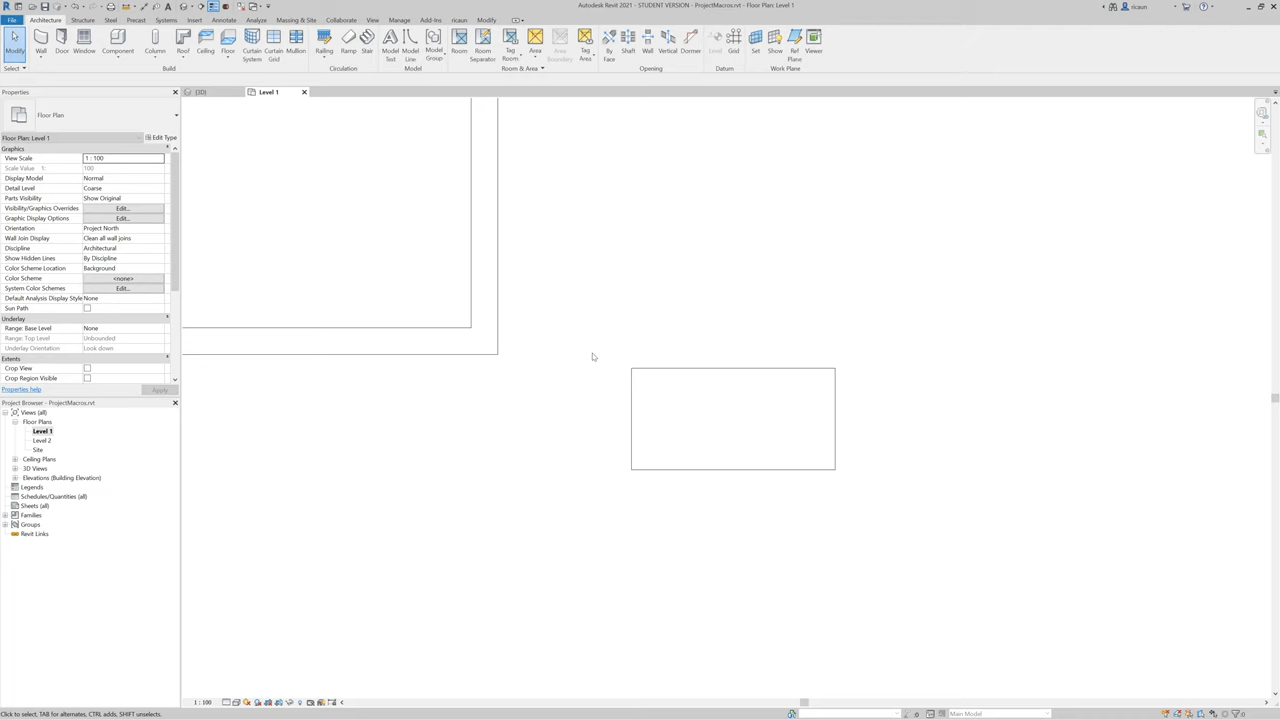 Autodesk Revit 2021 - STUDENT VERSION - ProjectMacros.rvt - Floor Plan: Level 1
ricaun
File Architecture Structure Steel Precast Systems Insert Annotate Analyze Massing & Site Collaborate View Manage Add-Ins ricaun Modify
Modify Wall Door Window Component Column Roof Ceiling Floor Curtain System Curtain Grid Mullion Railing Ramp Stair Model Text Model Line Model Group Room Room Separator Tag Room Area Area Boundary Tag Area By Face Shaft Wall Vertical Dormer Level Grid Set Show Ref Plane Viewer
Select Build Circulation Model Room & Area Opening Datum Work Plane
Properties
(3D) Level 1
Floor Plan
Floor Plan: Level 1 Edit Type
Graphics
View Scale 1 : 100
Scale Value 1: 100
Display Model Normal
Detail Level Coarse
Parts Visibility Show Original
Visibility/Graphics Overrides Edit...
Graphic Display Options Edit...
Orientation Project North
Wall Join Display Clean all wall joins
Discipline Architectural
Show Hidden Lines By Discipline
Color Scheme Location Background
Color Scheme <none>
System Color Schemes Edit...
Default Analysis Display Style None
Sun Path
Underlay
Range: Base Level None
Range: Top Level Unbounded
Underlay Orientation Look down
Extents
Crop View
Crop Region Visible
Properties help Apply
Project Browser - ProjectMacros.rvt
Views (all)
Floor Plans
Level 1
Level 2
Site
Ceiling Plans
3D Views
Elevations (Building Elevation)
Legends
Schedules/Quantities (all)
Sheets (all)
Families
Groups
Revit Links
1 : 100
Click to select, TAB for alternates, CTRL adds, SHIFT unselects.
:0
Main Model
:0